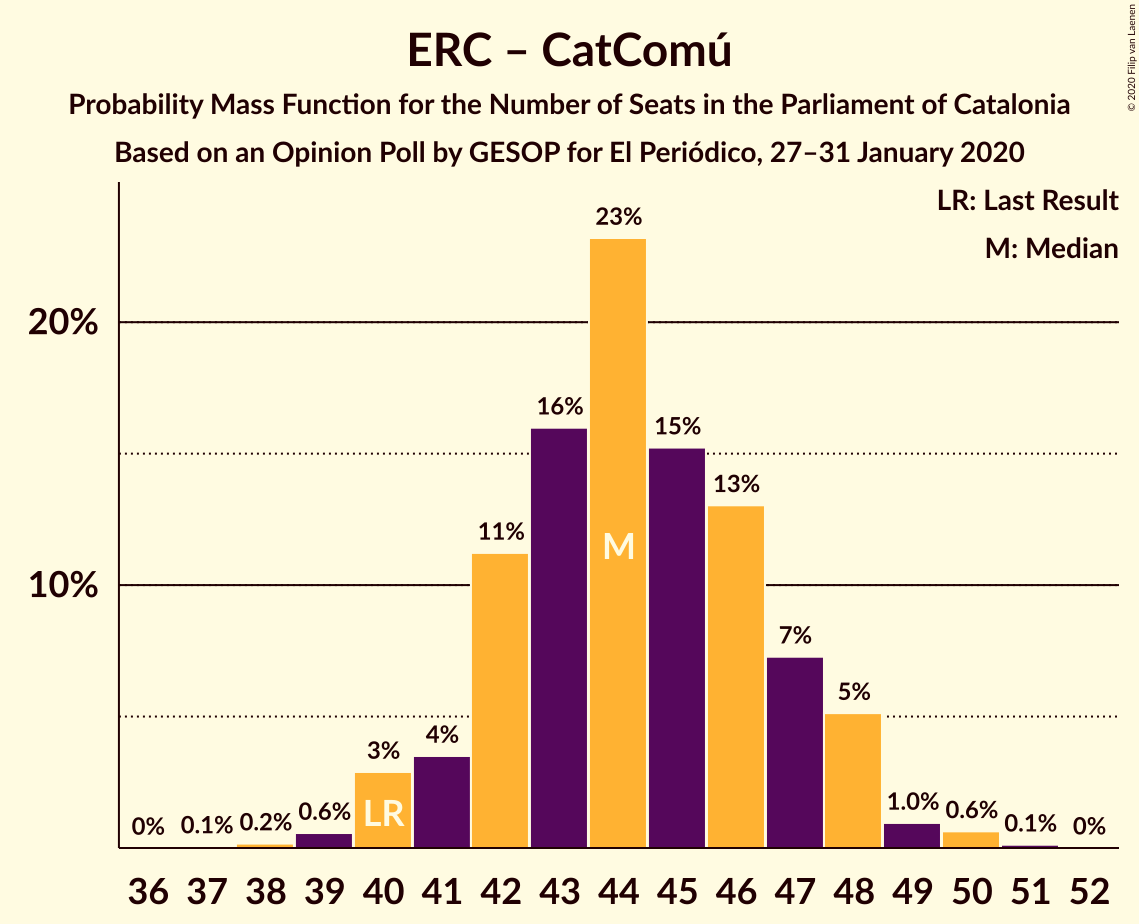 ERC – CatComú
Probability Mass Function for the Number of Seats in the Parliament of Catalonia
Based on an Opinion Poll by GESOP for El Periódico, 27–31 January 2020
© 2020 Filip van Laenen
LR: Last Result
M: Median
20%
10%
0%
0.1%
0.2%
0.6%
3%
4%
11%
16%
23%
15%
13%
7%
5%
1.0%
0.6%
0.1%
0%
LR
M
36 37 38 39 40 41 42 43 44 45 46 47 48 49 50 51 52